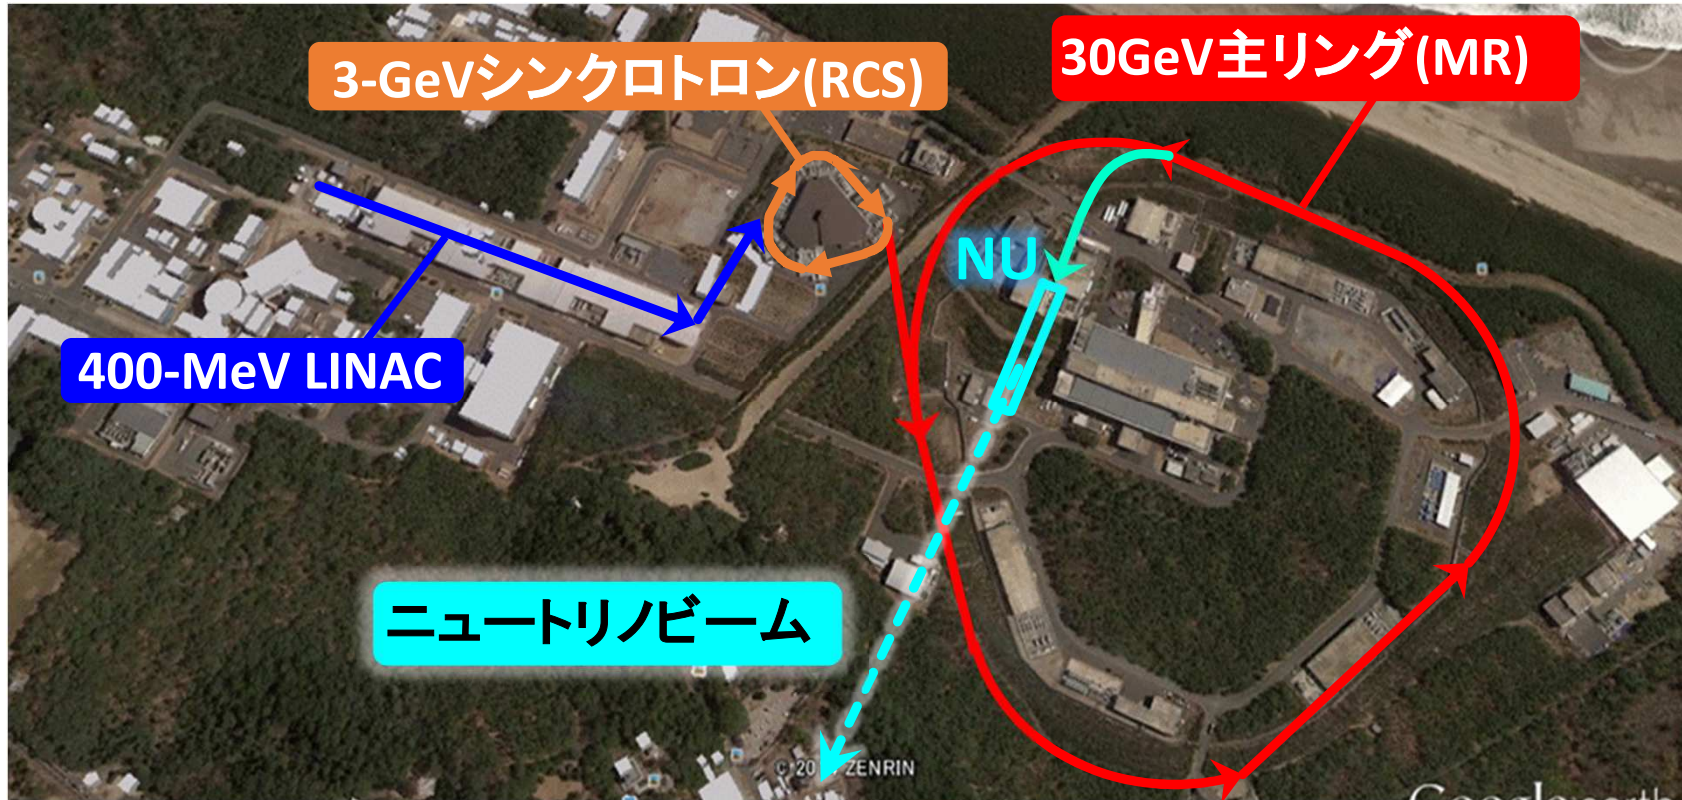 3-GeVシンクロトロン(RCS)
30GeV主リング(MR)
NU
400-MeV LINAC
ニュートリノビーム
ZENRIN